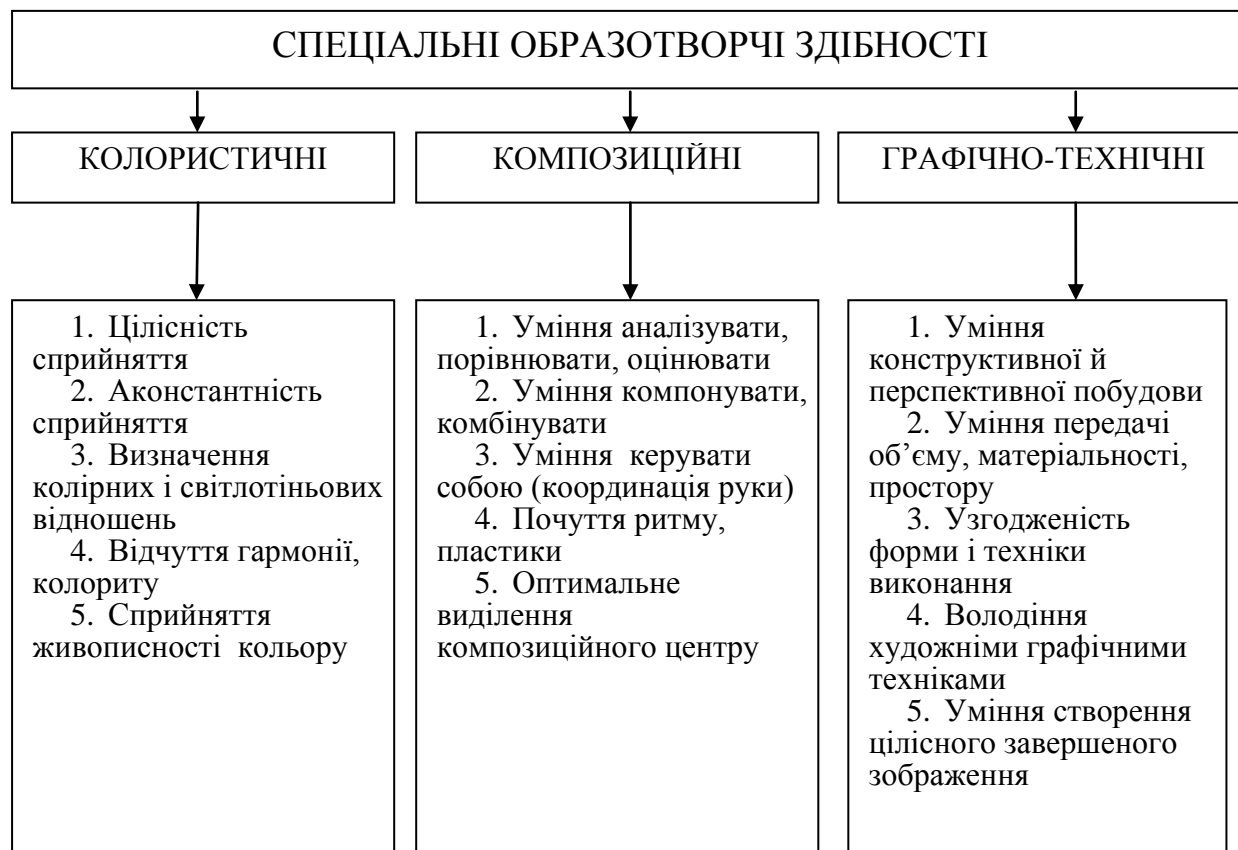 СПЕЦІАЛЬНІ ОБРАЗОТВОРЧІ ЗДІБНОСТІ
КОЛОРИСТИЧНІ
КОМПОЗИЦІЙНІ
ГРАФІЧНО-ТЕХНІЧНІ
1. Цілісність
сприйняття
2. Аконстантність
сприйняття
3. Визначення
колірних і світлотіньових
відношень
4. Відчуття гармонії,
колориту
5. Сприйняття
живописності кольору
1. Уміння аналізувати,
порівнювати, оцінювати
2. Уміння компонувати,
комбінувати
3. Уміння керувати
собою (координація руки)
4. Почуття ритму,
пластики
5. Оптимальне
виділення
композиційного центру
1. Уміння
конструктивної й
перспективної побудови
2. Уміння передачі
об’єму, матеріальності,
простору
3. Узгодженість
форми і техніки
виконання
4. Володіння
художніми графічними
техніками
5. Уміння створення
цілісного завершеного
зображення